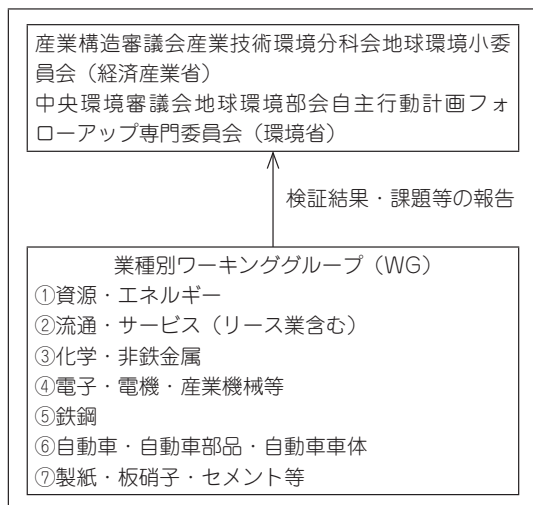 産業構造審議会産業技術環境分科会地球環境小委
員会（経済産業省）
中央環境審議会地球環境部会自主行動計画フォ
ローアップ専門委員会（環境省）
検証結果・課題等の報告
業種別ワーキンググループ（WG）
①資源・エネルギー
②流通・サービス（リース業含む）
③化学・非鉄金属
④電子・電機・産業機械等
⑤鉄鋼
⑥自動車・自動車部品・自動車車体
⑦製紙・板硝子・セメント等